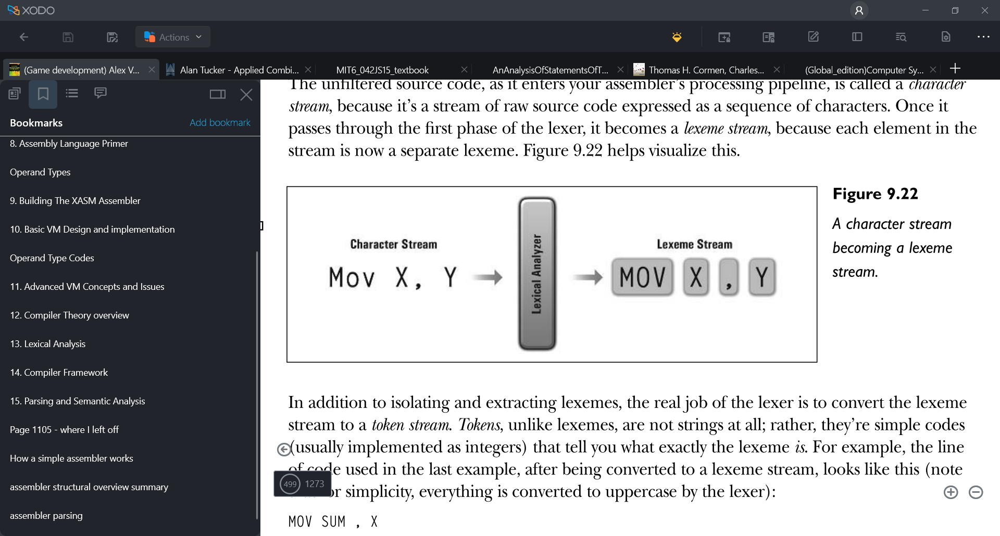 XODO
Actions
(Game development) Alex V...
Alan Tucker - Applied Combi...
MIT6_042JS15_textbook
AnAnalysisOfStatementsOfT...
Thomas H. Cormen, Charles...
(Global_edition)Computer Sy...
Bookmarks
Add bookmark
8. Assembly Language Primer
Operand Types
9. Building The XASM Assembler
10. Basic VM Design and implementation
Operand Type Codes
11. Advanced VM Concepts and Issues
12. Compiler Theory overview
13. Lexical Analysis
14. Compiler Framework
15. Parsing and Semantic Analysis
Page 1105 - where I left off
How a simple assembler works
assembler structural overview summary
assembler parsing
The unfiltered source code, as it enters your assembler's processing pipeline, is called a character
stream, because it's a stream of raw source code expressed as a sequence of characters. Once it
passes through the first phase of the lexer, it becomes a lexeme stream, because each element in the
stream is now a separate lexeme. Figure 9.22 helps visualize this.
Character Stream
Mov X, Y
Lexical Analyzer
Lexeme Stream
MOV X , Y
Figure 9.22
A character stream
becoming a lexeme
stream.
In addition to isolating and extracting lexemes, the real job of the lexer is to convert the lexeme
stream to a token stream. Tokens, unlike lexemes, are not strings at all; rather, they're simple codes
(usually implemented as integers) that tell you what exactly the lexeme is. For example, the line
of code used in the last example, after being converted to a lexeme stream, looks like this (note
or simplicity, everything is converted to uppercase by the lexer):
499 1273
MOV SUM , X